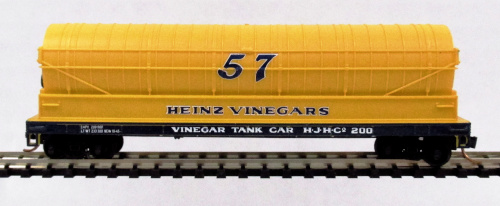 57
HEINZ VINEGARS
VINEGAR TANK CAR H·J·H·Co 200